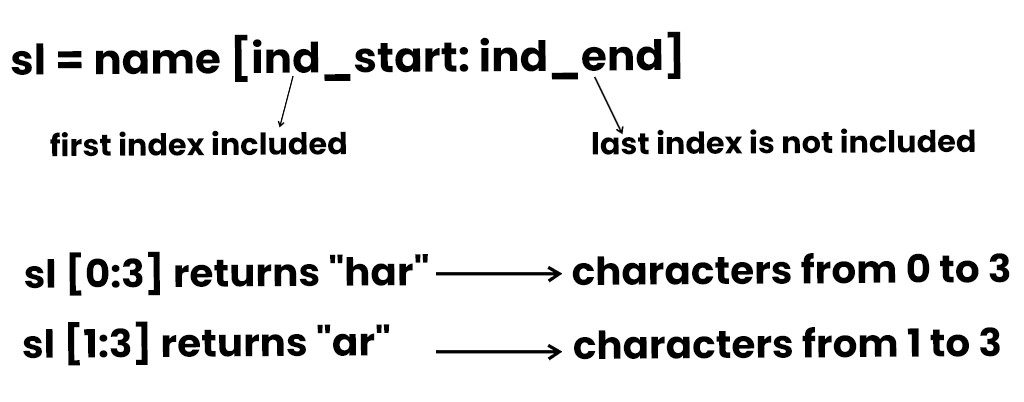 sl = name [ind_start: ind_end]
first index included
last index is not included
sl [0:3] returns "har" characters from 0 to 3
sl [1:3] returns "ar" characters from 1 to 3